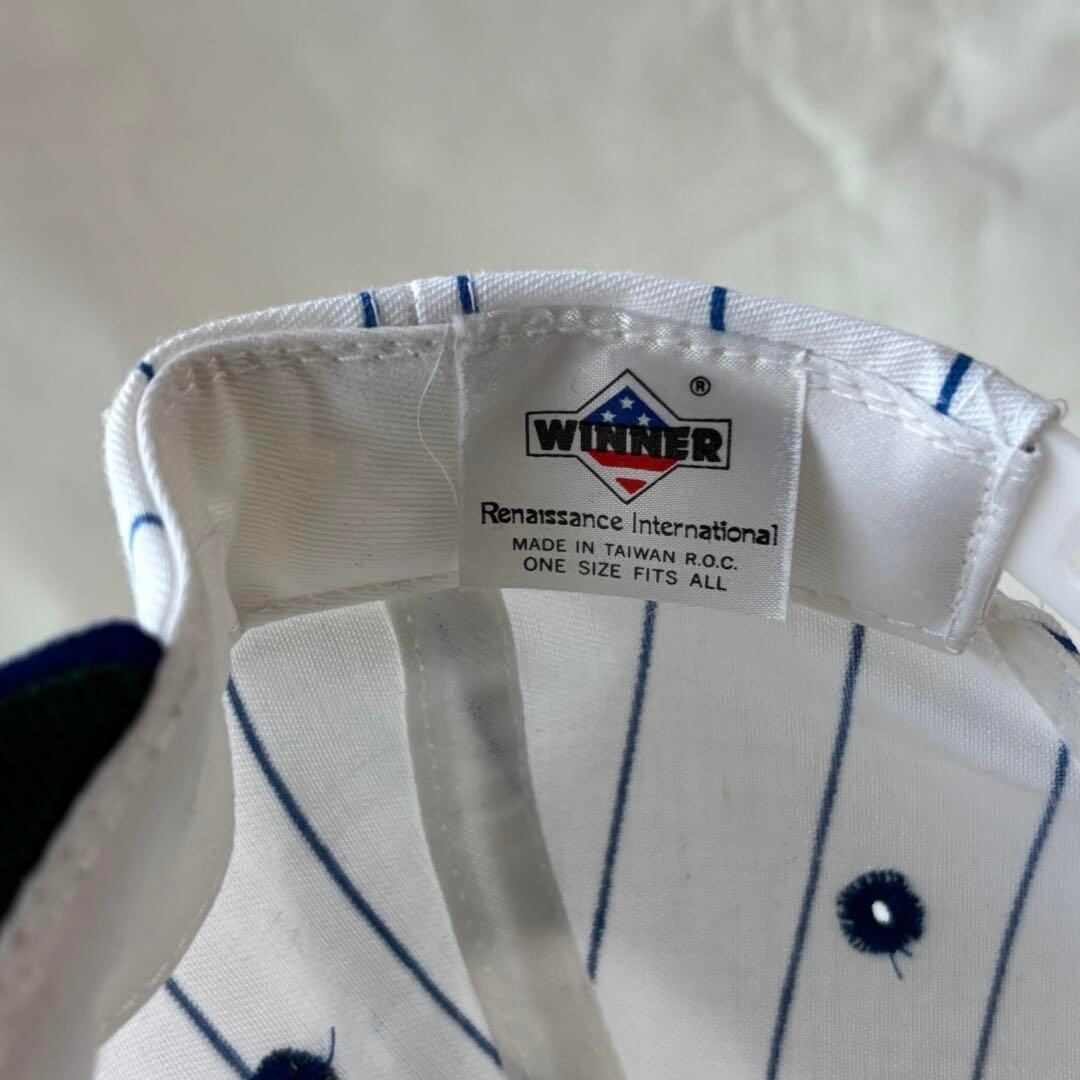 ®
WINNER
Renaissance International
MADE IN TAIWAN R.O.C.
ONE SIZE FITS ALL